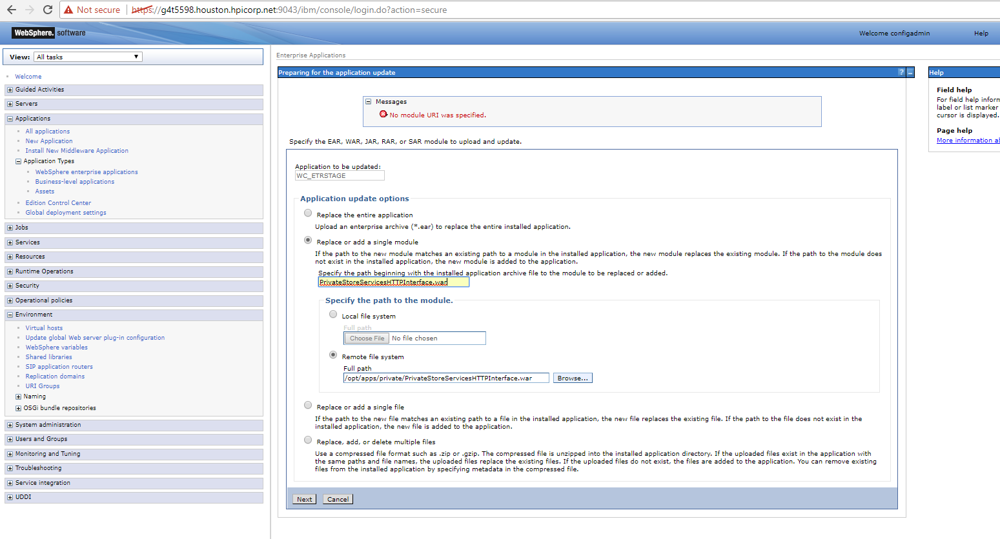 Not secure
https://g4t5598.houston.hpicorp.net:9043/ibm/console/login.do?action=secure
WebSphere. software
Welcome configadmin
Help
View: All tasks
Welcome
Guided Activities
Servers
Applications
All applications
New Application
Install New Middleware Application
Application Types
WebSphere enterprise applications
Business-level applications
Assets
Edition Control Center
Global deployment settings
Jobs
Services
Resources
Runtime Operations
Security
Operational policies
Environment
Virtual hosts
Update global Web server plug-in configuration
WebSphere variables
Shared libraries
SIP application routers
Replication domains
URI Groups
Naming
OSGi bundle repositories
System administration
Users and Groups
Monitoring and Tuning
Troubleshooting
Service integration
UDDI
Enterprise Applications
Preparing for the application update
?
Messages
No module URI was specified.
Specify the EAR, WAR, JAR, RAR, or SAR module to upload and update.
Application to be updated:
WC_ETRSTAGE
Application update options
Replace the entire application
Upload an enterprise archive (*.ear) to replace the entire installed application.
Replace or add a single module
If the path to the new module matches an existing path to a module in the installed application, the new module replaces the existing module. If the path to the module does
not exist in the installed application, the new module is added to the application.
Specify the path beginning with the installed application archive file to the module to be replaced or added.
PrivateStoreServicesHTTPInterface.war
Specify the path to the module.
Local file system
Full path
Choose File No file chosen
Remote file system
Full path
/opt/apps/private/PrivateStoreServicesHTTPInterface.war
Browse...
Replace or add a single file
If the path to the new file matches an existing path to a file in the installed application, the new file replaces the existing file. If the path to the file does not exist in the
installed application, the new file is added to the application.
Replace, add, or delete multiple files
Use a compressed file format such as .zip or .gzip. The compressed file is unzipped into the installed application directory. If the uploaded files exist in the application with
the same paths and file names, the uploaded files replace the existing files. If the uploaded files do not exist, the files are added to the application. You can remove existing
files from the installed application by specifying metadata in the compressed file.
Next
Cancel
Help
Field help
For field help inform
label or list marker
cursor is displayed.
Page help
More information ab